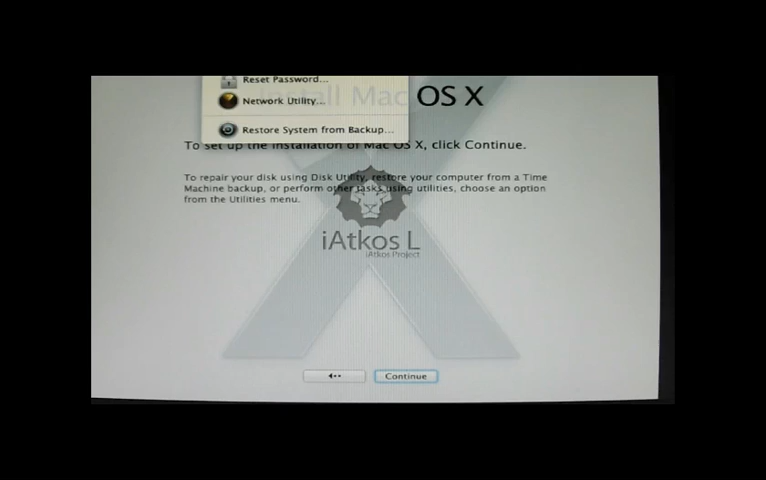 Reset Password...
Install Mac OS X
Network Utility...
Restore System from Backup...
To set up the installation of Mac OS X, click Continue.
To repair your disk using Disk Utility, restore your computer from a Time
Machine backup, or perform other tasks using utilities, choose an option
from the Utilities menu.
iAtkos L
iAtkos Project
Continue